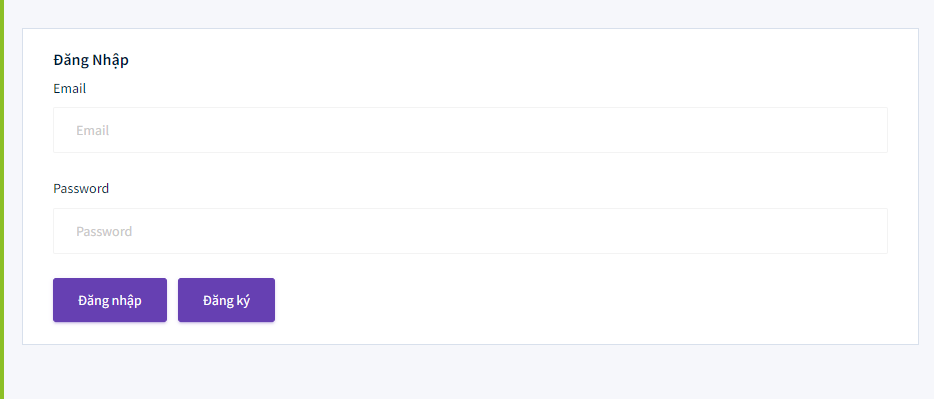 Đăng Nhập
Email
Email
Password
Password
Đăng nhập Đăng ký